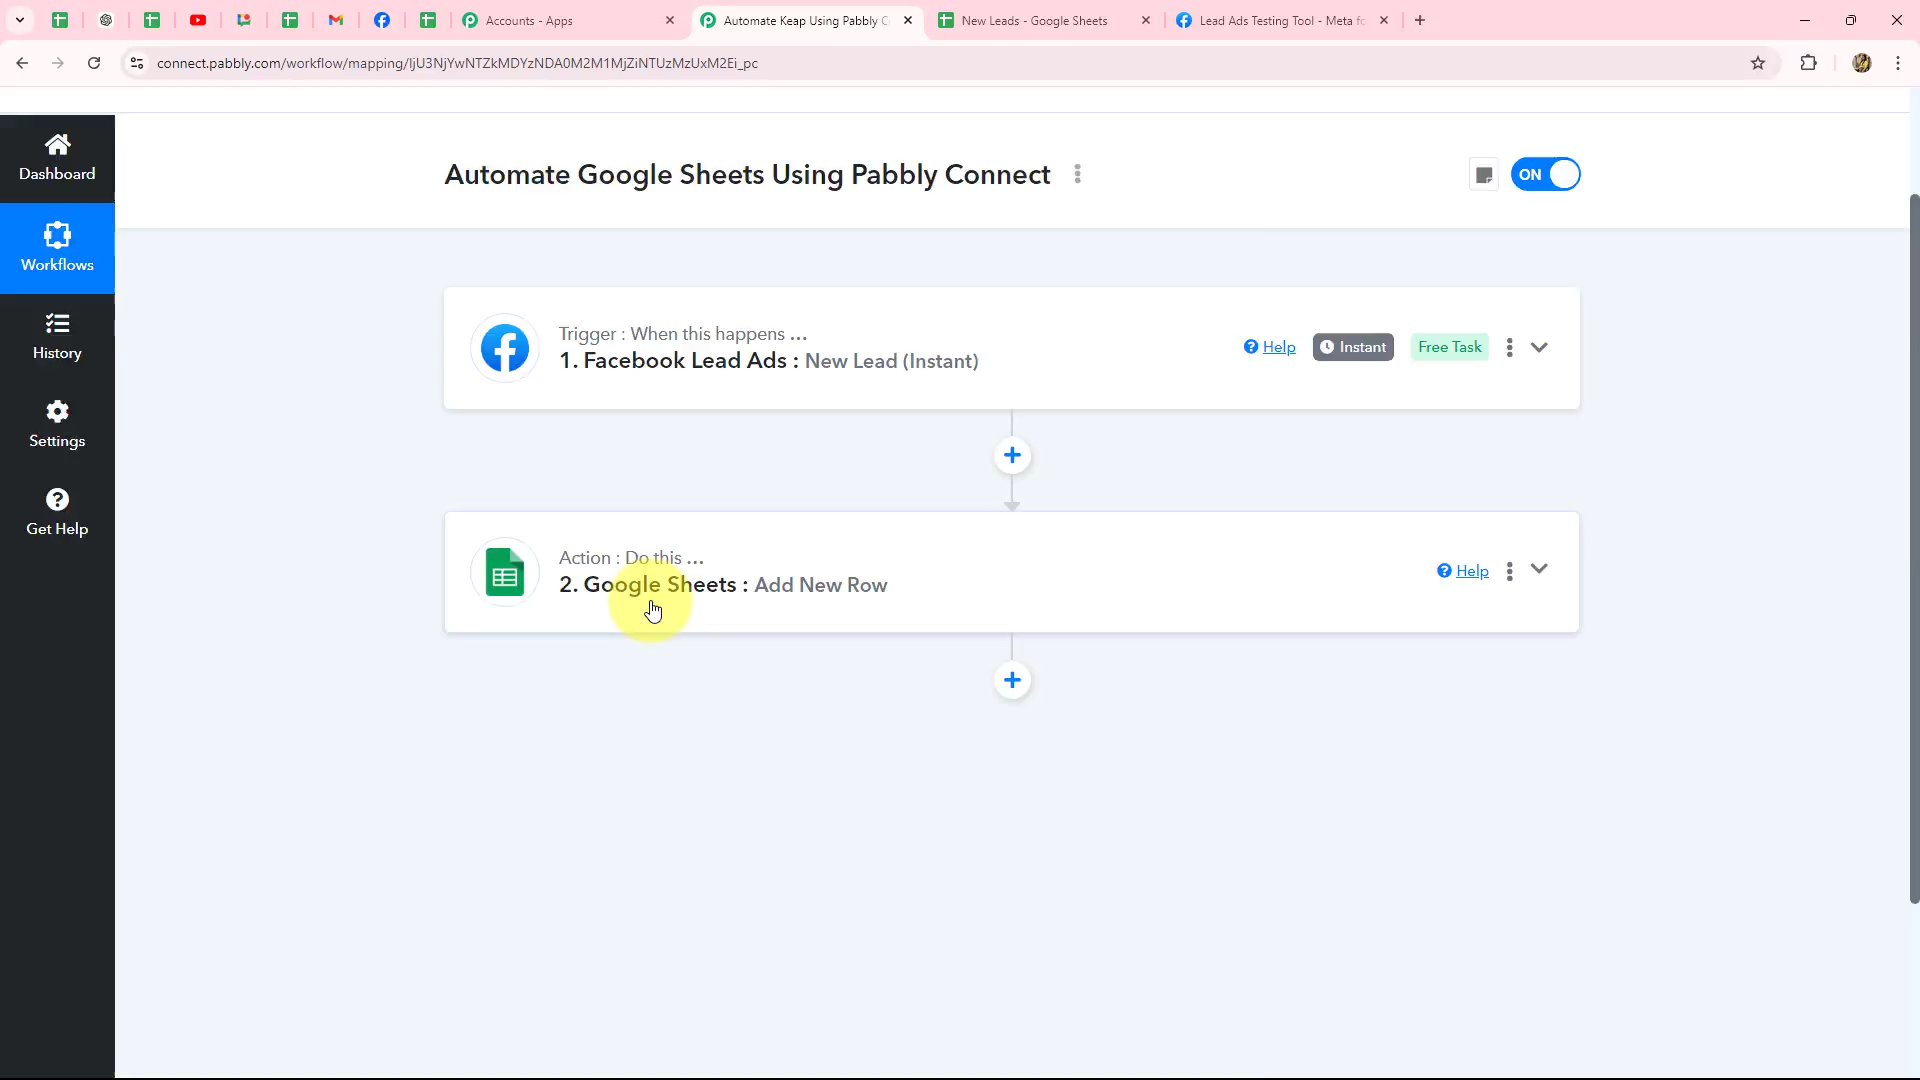 Accounts - Apps
Automate Keap Using Pabbly C
New Leads - Google Sheets
Lead Ads Testing Tool - Meta fo
connect.pabbly.com/workflow/mapping/IjU3NjYwNTZkMDYzNDA0M2M1MjZiNTUzMzUxM2Ei_pc
Dashboard
Workflows
History
Settings
Get Help
Automate Google Sheets Using Pabbly Connect
ON
Trigger : When this happens ...
1. Facebook Lead Ads : New Lead (Instant)
Help
Instant
Free Task
Action : Do this ...
2. Google Sheets : Add New Row
Help